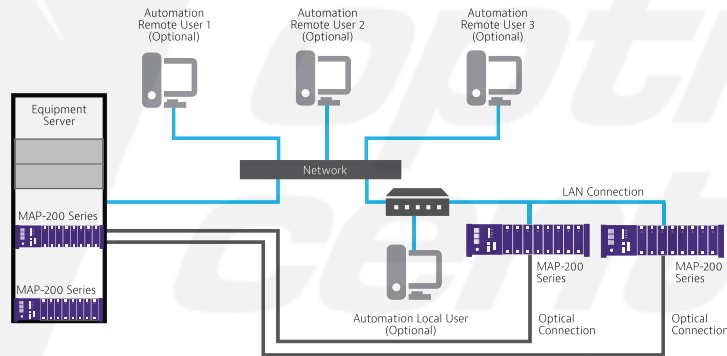 Automation
Remote User 1
(Optional)
Automation
Remote User 2
(Optional)
Automation
Remote User 3
(Optional)
Equipment
Server
Network
LAN Connection
MAP-200 Series
MAP-200
Series
MAP-200
Series
MAP-200 Series
Automation Local User
(Optional)
Optical
Connection
Optical
Connection
opti
cent